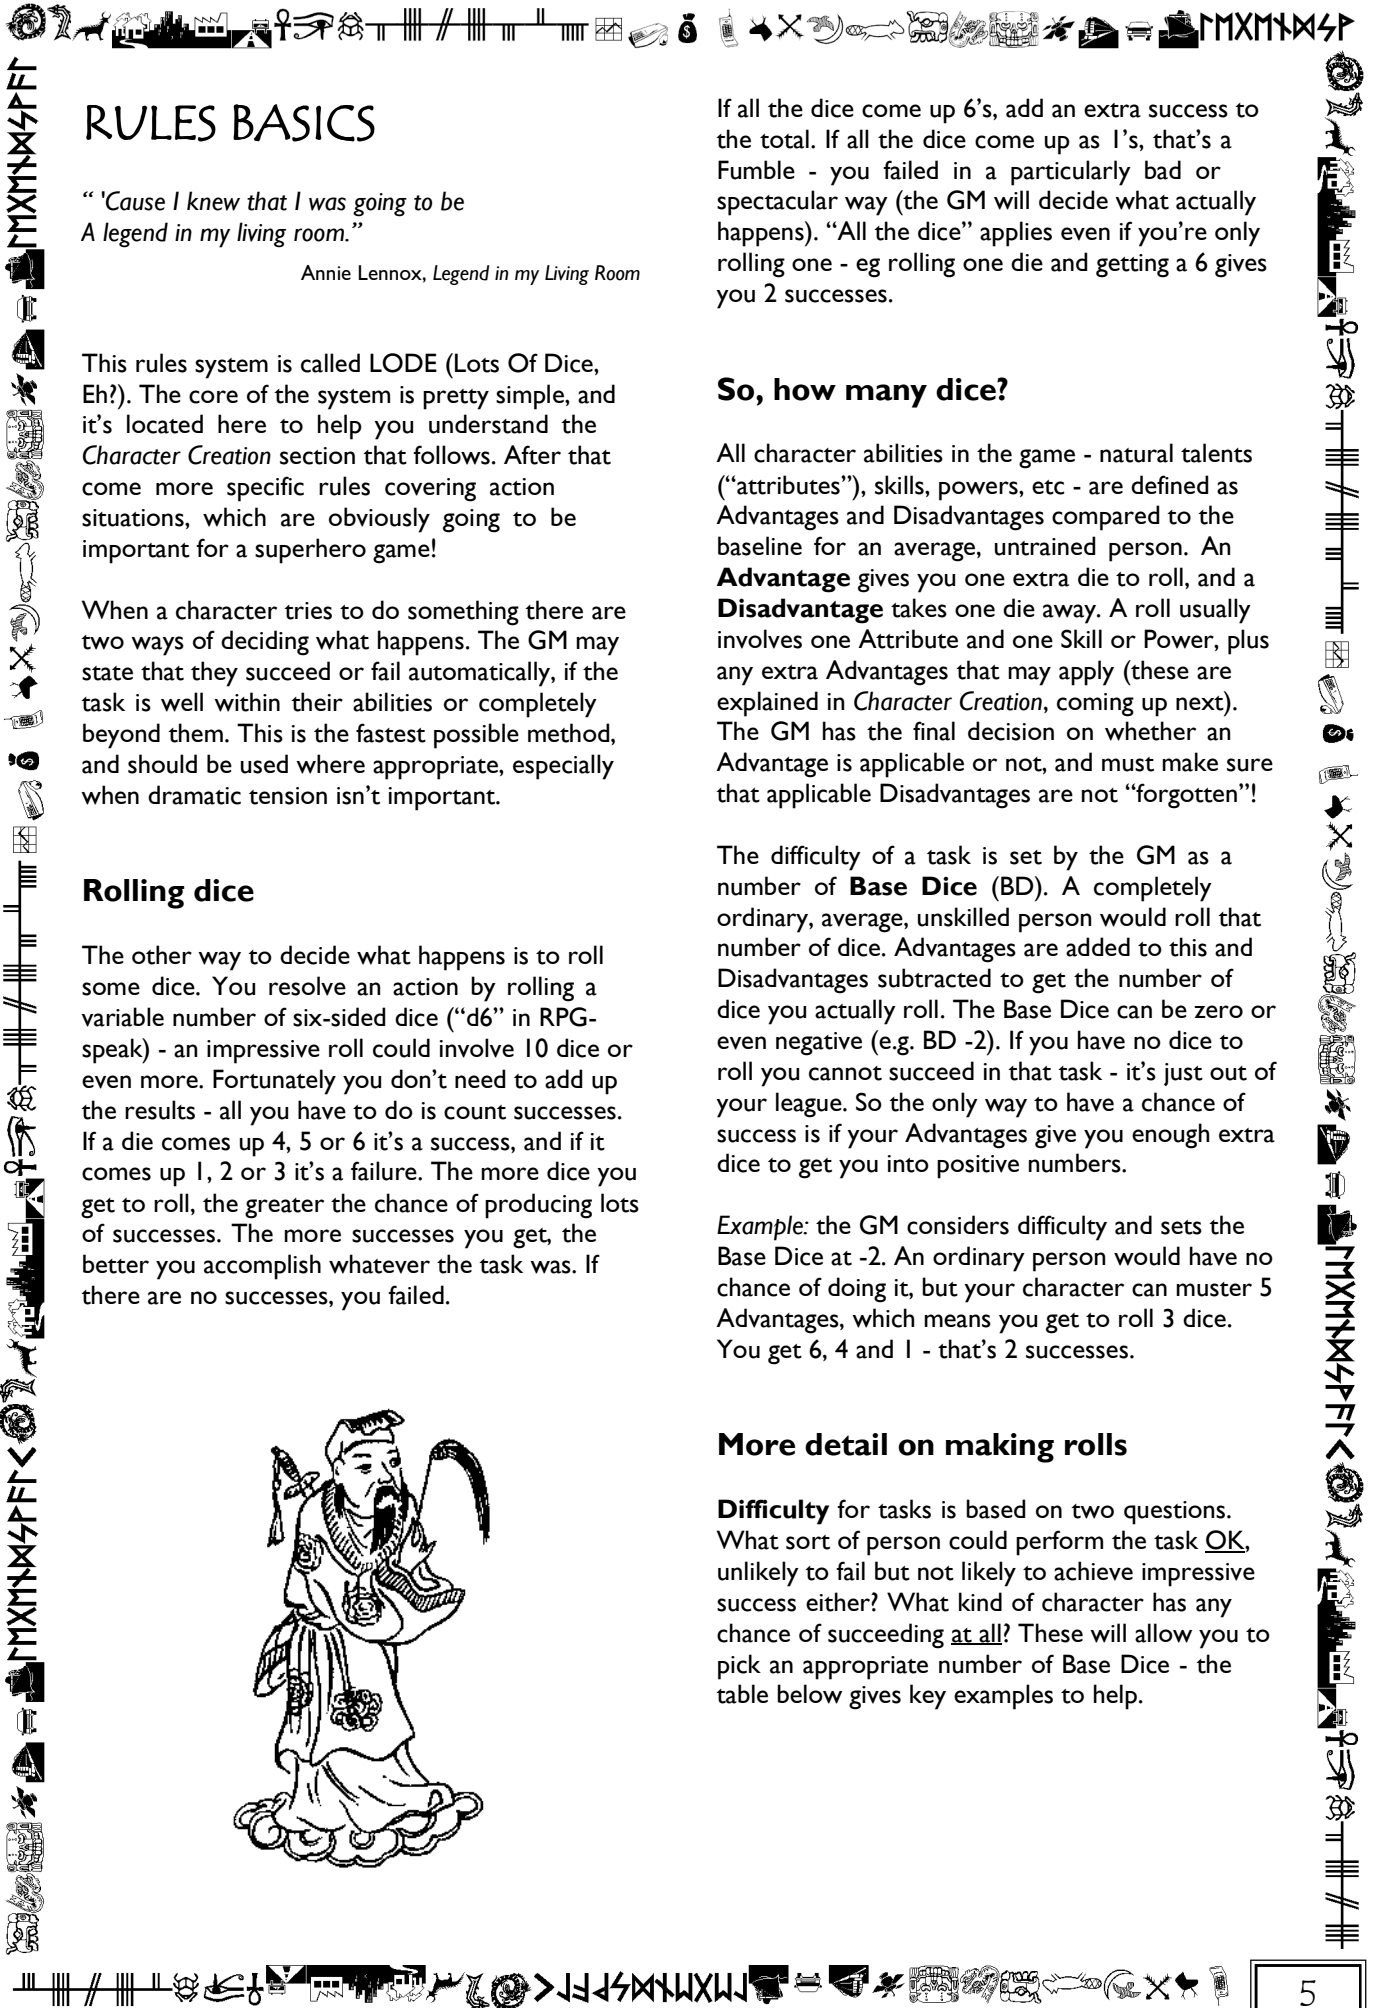 RULES BASICS
“ 'Cause I knew that I was going to be
A legend in my living room.”
Annie Lennox, Legend in my Living Room
This rules system is called LODE (Lots Of Dice,
Eh?). The core of the system is pretty simple, and
it’s located here to help you understand the
Character Creation section that follows. After that
come more specific rules covering action
situations, which are obviously going to be
important for a superhero game!
When a character tries to do something there are
two ways of deciding what happens. The GM may
state that they succeed or fail automatically, if the
task is well within their abilities or completely
beyond them. This is the fastest possible method,
and should be used where appropriate, especially
when dramatic tension isn’t important.
Rolling dice
The other way to decide what happens is to roll
some dice. You resolve an action by rolling a
variable number of six-sided dice (“d6” in RPG-
speak) - an impressive roll could involve 10 dice or
even more. Fortunately you don’t need to add up
the results - all you have to do is count successes.
If a die comes up 4, 5 or 6 it’s a success, and if it
comes up 1, 2 or 3 it’s a failure. The more dice you
get to roll, the greater the chance of producing lots
of successes. The more successes you get, the
better you accomplish whatever the task was. If
there are no successes, you failed.
If all the dice come up 6’s, add an extra success to
the total. If all the dice come up as 1’s, that’s a
Fumble - you failed in a particularly bad or
spectacular way (the GM will decide what actually
happens). “All the dice” applies even if you’re only
rolling one - eg rolling one die and getting a 6 gives
you 2 successes.
So, how many dice?
All character abilities in the game - natural talents
(“attributes”), skills, powers, etc - are defined as
Advantages and Disadvantages compared to the
baseline for an average, untrained person. An
Advantage gives you one extra die to roll, and a
Disadvantage takes one die away. A roll usually
involves one Attribute and one Skill or Power, plus
any extra Advantages that may apply (these are
explained in Character Creation, coming up next).
The GM has the final decision on whether an
Advantage is applicable or not, and must make sure
that applicable Disadvantages are not “forgotten”!
The difficulty of a task is set by the GM as a
number of Base Dice (BD). A completely
ordinary, average, unskilled person would roll that
number of dice. Advantages are added to this and
Disadvantages subtracted to get the number of
dice you actually roll. The Base Dice can be zero or
even negative (e.g. BD -2). If you have no dice to
roll you cannot succeed in that task - it’s just out of
your league. So the only way to have a chance of
success is if your Advantages give you enough extra
dice to get you into positive numbers.
Example: the GM considers difficulty and sets the
Base Dice at -2. An ordinary person would have no
chance of doing it, but your character can muster 5
Advantages, which means you get to roll 3 dice.
You get 6, 4 and 1 - that’s 2 successes.
More detail on making rolls
Difficulty for tasks is based on two questions.
What sort of person could perform the task OK,
unlikely to fail but not likely to achieve impressive
success either? What kind of character has any
chance of succeeding at all? These will allow you to
pick an appropriate number of Base Dice - the
table below gives key examples to help.
5